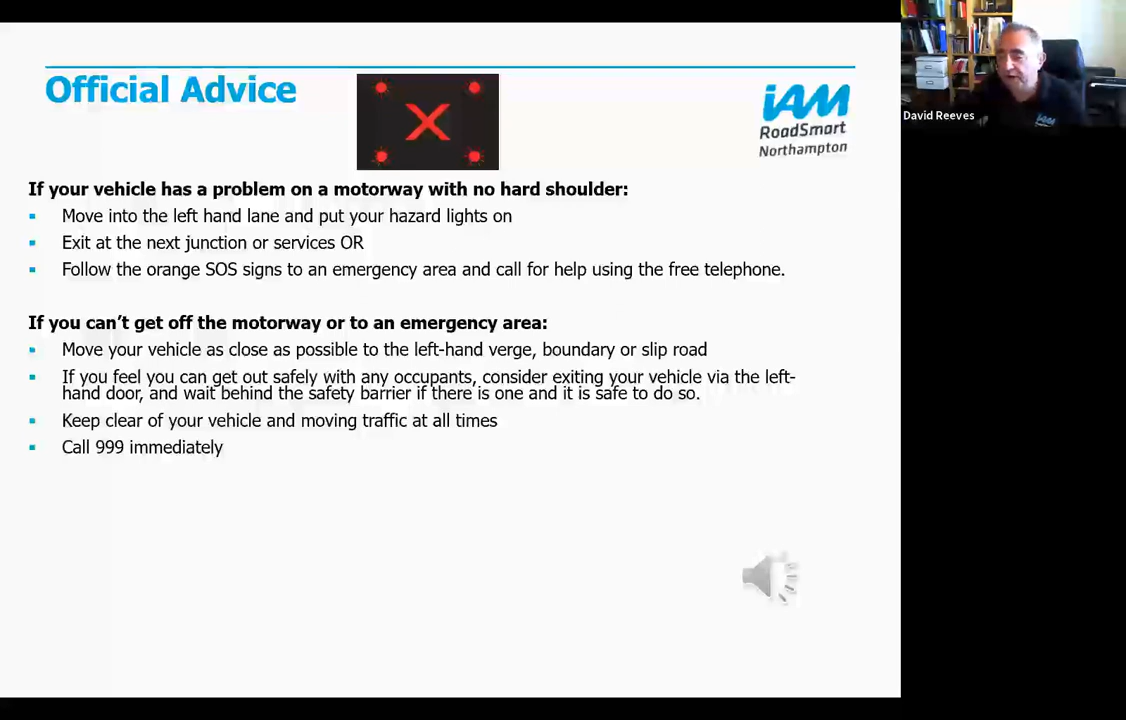 Official Advice
X
iAM
RoadSmart
Northampton
David Reeves
iAM
If your vehicle has a problem on a motorway with no hard shoulder:
Move into the left hand lane and put your hazard lights on
Exit at the next junction or services OR
Follow the orange SOS signs to an emergency area and call for help using the free telephone.
If you can’t get off the motorway or to an emergency area:
Move your vehicle as close as possible to the left-hand verge, boundary or slip road
If you feel you can get out safely with any occupants, consider exiting your vehicle via the left-
hand door, and wait behind the safety barrier if there is one and it is safe to do so.
Keep clear of your vehicle and moving traffic at all times
Call 999 immediately